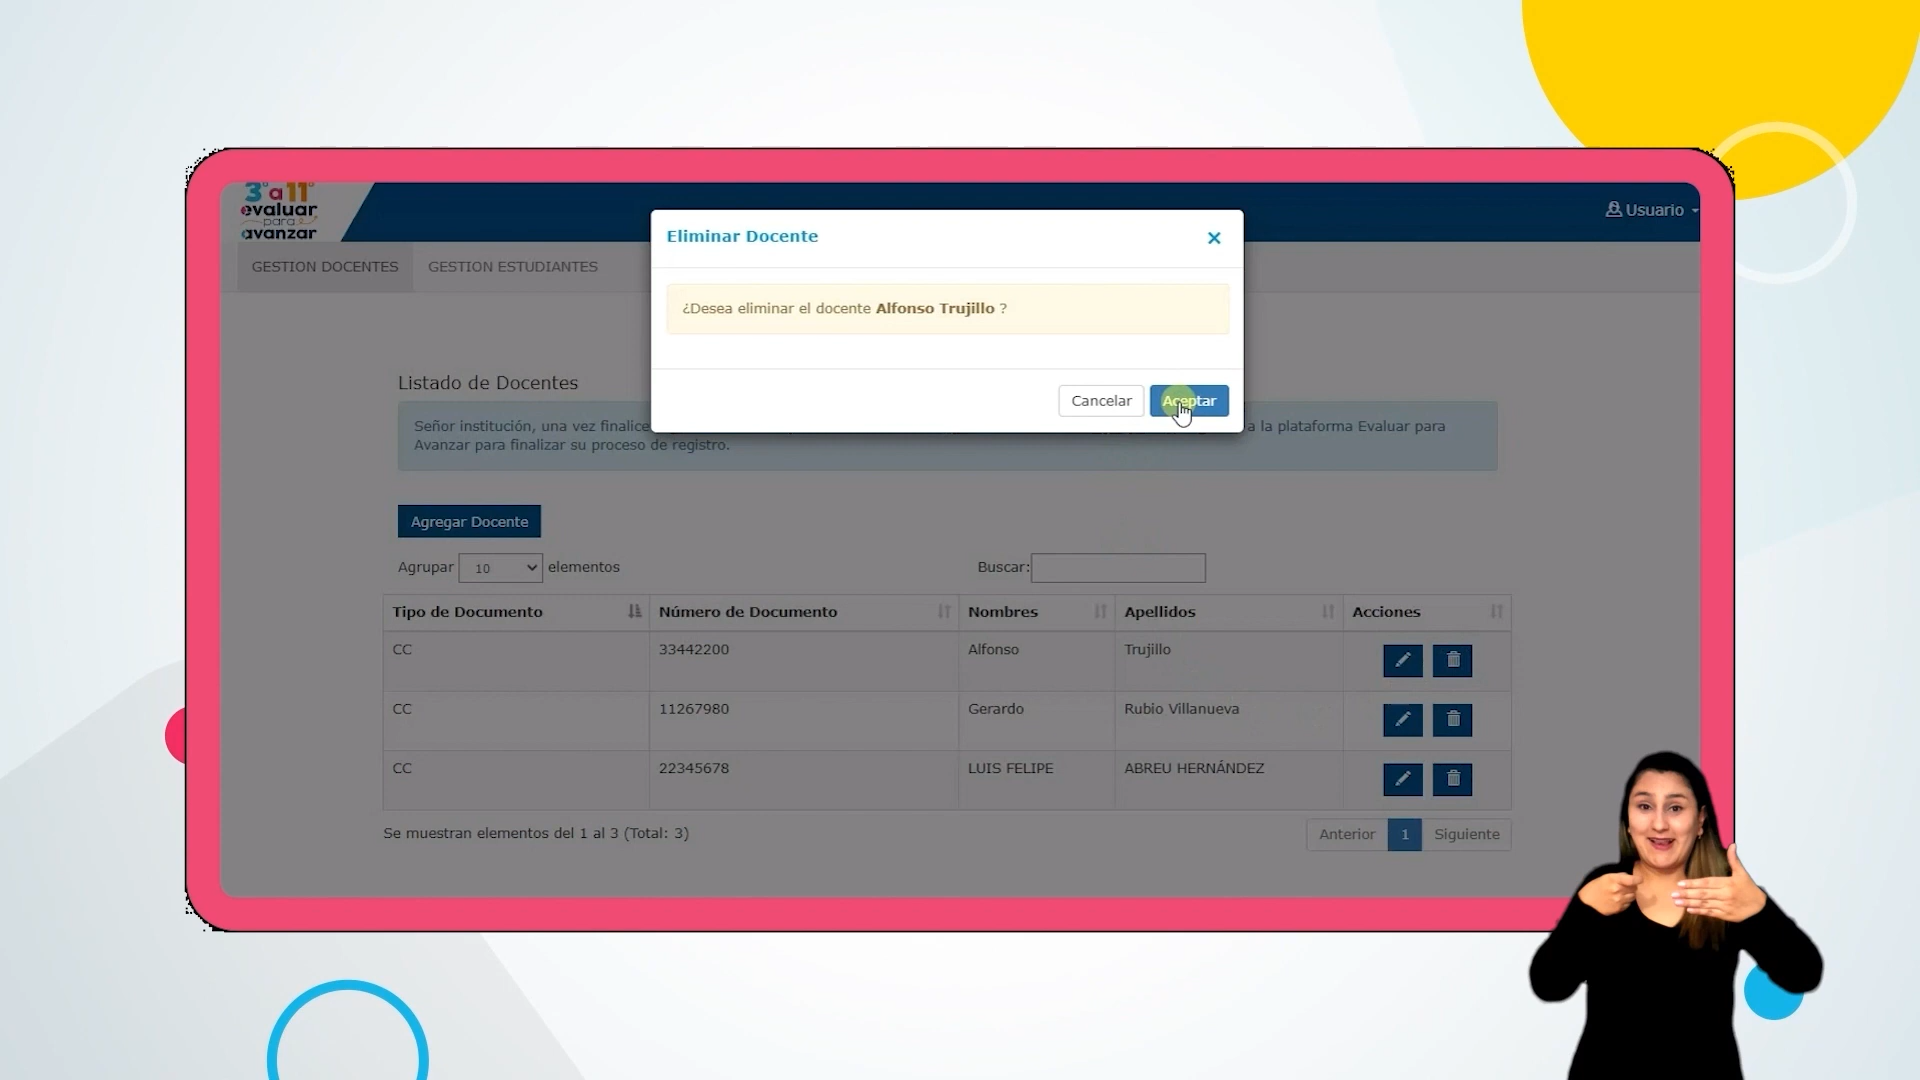 3° a 11°
evaluar
para
avanzar
Usuario
GESTION DOCENTES
GESTION ESTUDIANTES
Eliminar Docente
×
¿Desea eliminar el docente Alfonso Trujillo ?
Cancelar
Aceptar
Listado de Docentes
Señor institución, una vez finalice a la plataforma Evaluar para
Avanzar para finalizar su proceso de registro.
Agregar Docente
Agrupar 10 elementos
Buscar:
Tipo de Documento Número de Documento Nombres Apellidos Acciones
CC 33442200 Alfonso Trujillo
CC 11267980 Gerardo Rubio Villanueva
CC 22345678 LUIS FELIPE ABREU HERNÁNDEZ
Se muestran elementos del 1 al 3 (Total: 3)
Anterior 1 Siguiente